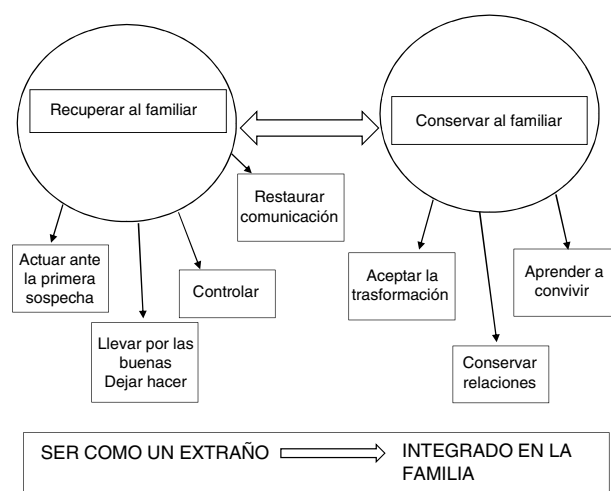 Recuperar al familiar
Conservar al familiar
Restaurar
comunicación
Actuar ante
la primera
sospecha
Controlar
Llevar por las
buenas
Dejar hacer
Aceptar la
trasformación
Aprender a
convivir
Conservar
relaciones
SER COMO UN EXTRAÑO
INTEGRADO EN LA
FAMILIA